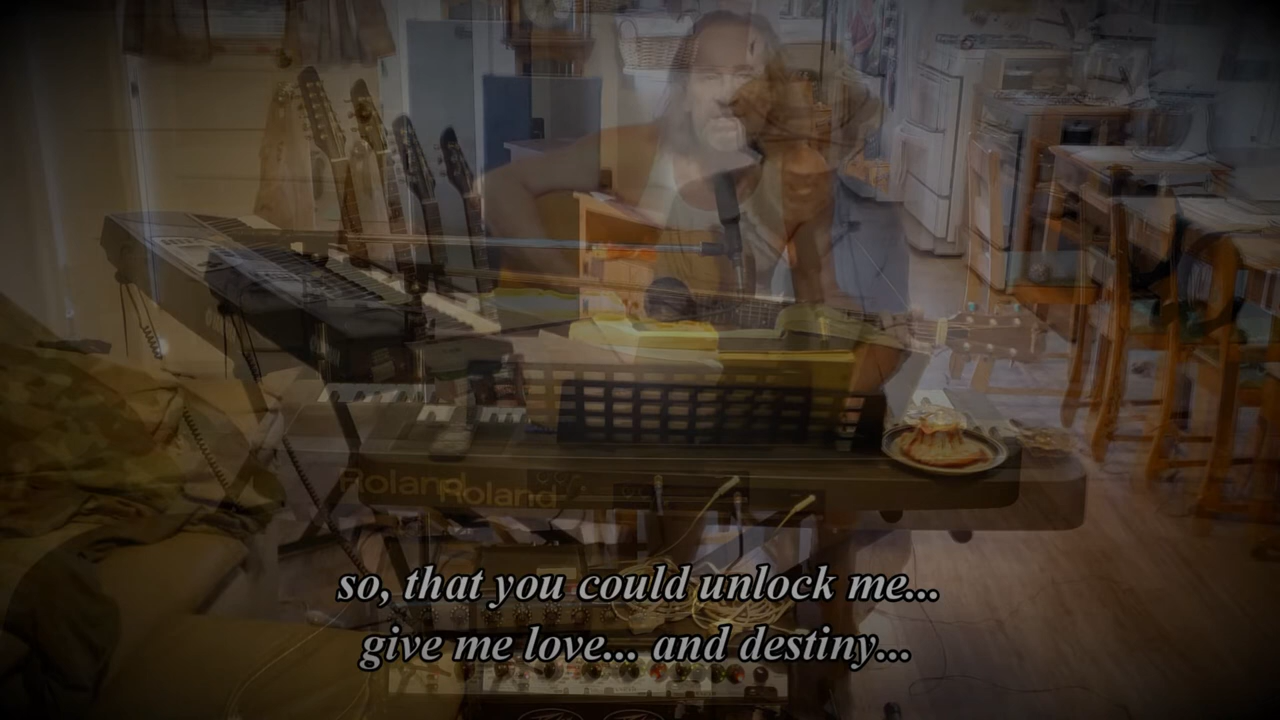 Roland Roland
so, that you could unlock me...
give me love... and destiny...